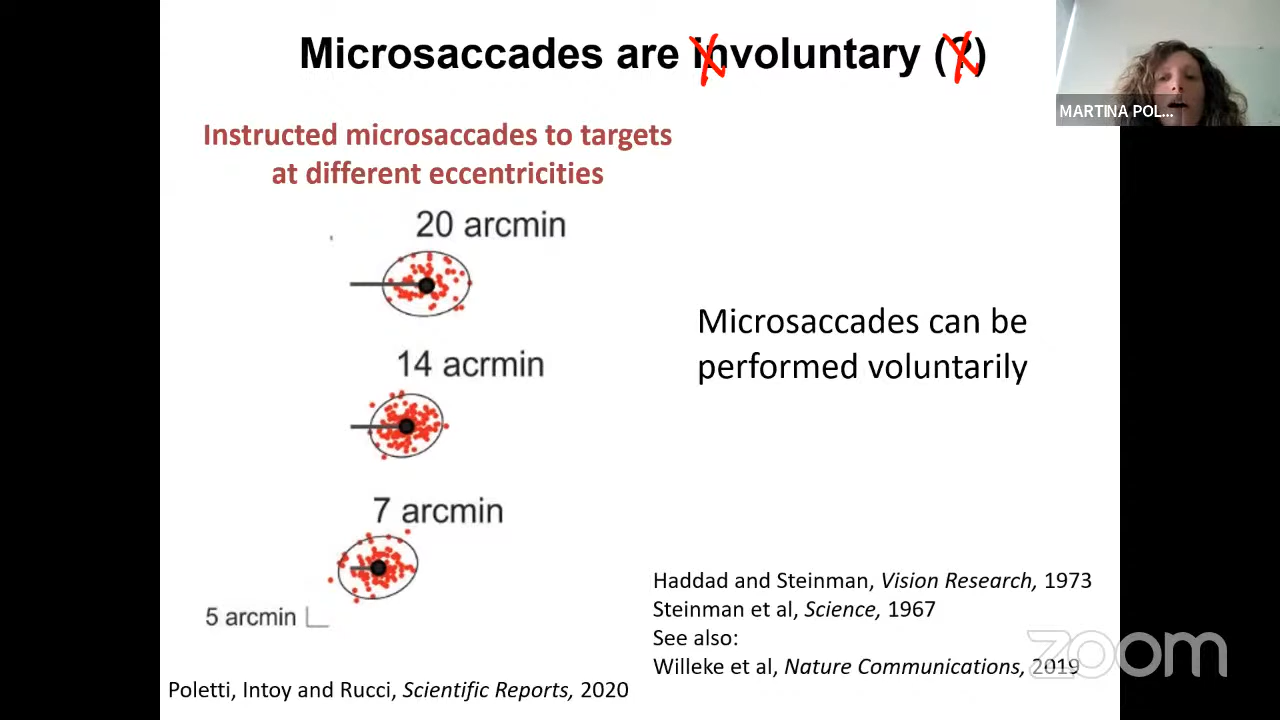 Microsaccades are involuntary (?)
MARTINA POL...
Instructed microsaccades to targets
at different eccentricities
20 arcmin
14 acrmin
7 arcmin
5 arcmin
Microsaccades can be
performed voluntarily
Haddad and Steinman, Vision Research, 1973
Steinman et al, Science, 1967
See also:
Willeke et al, Nature Communications, 2019
Poletti, Intoy and Rucci, Scientific Reports, 2020
zoom